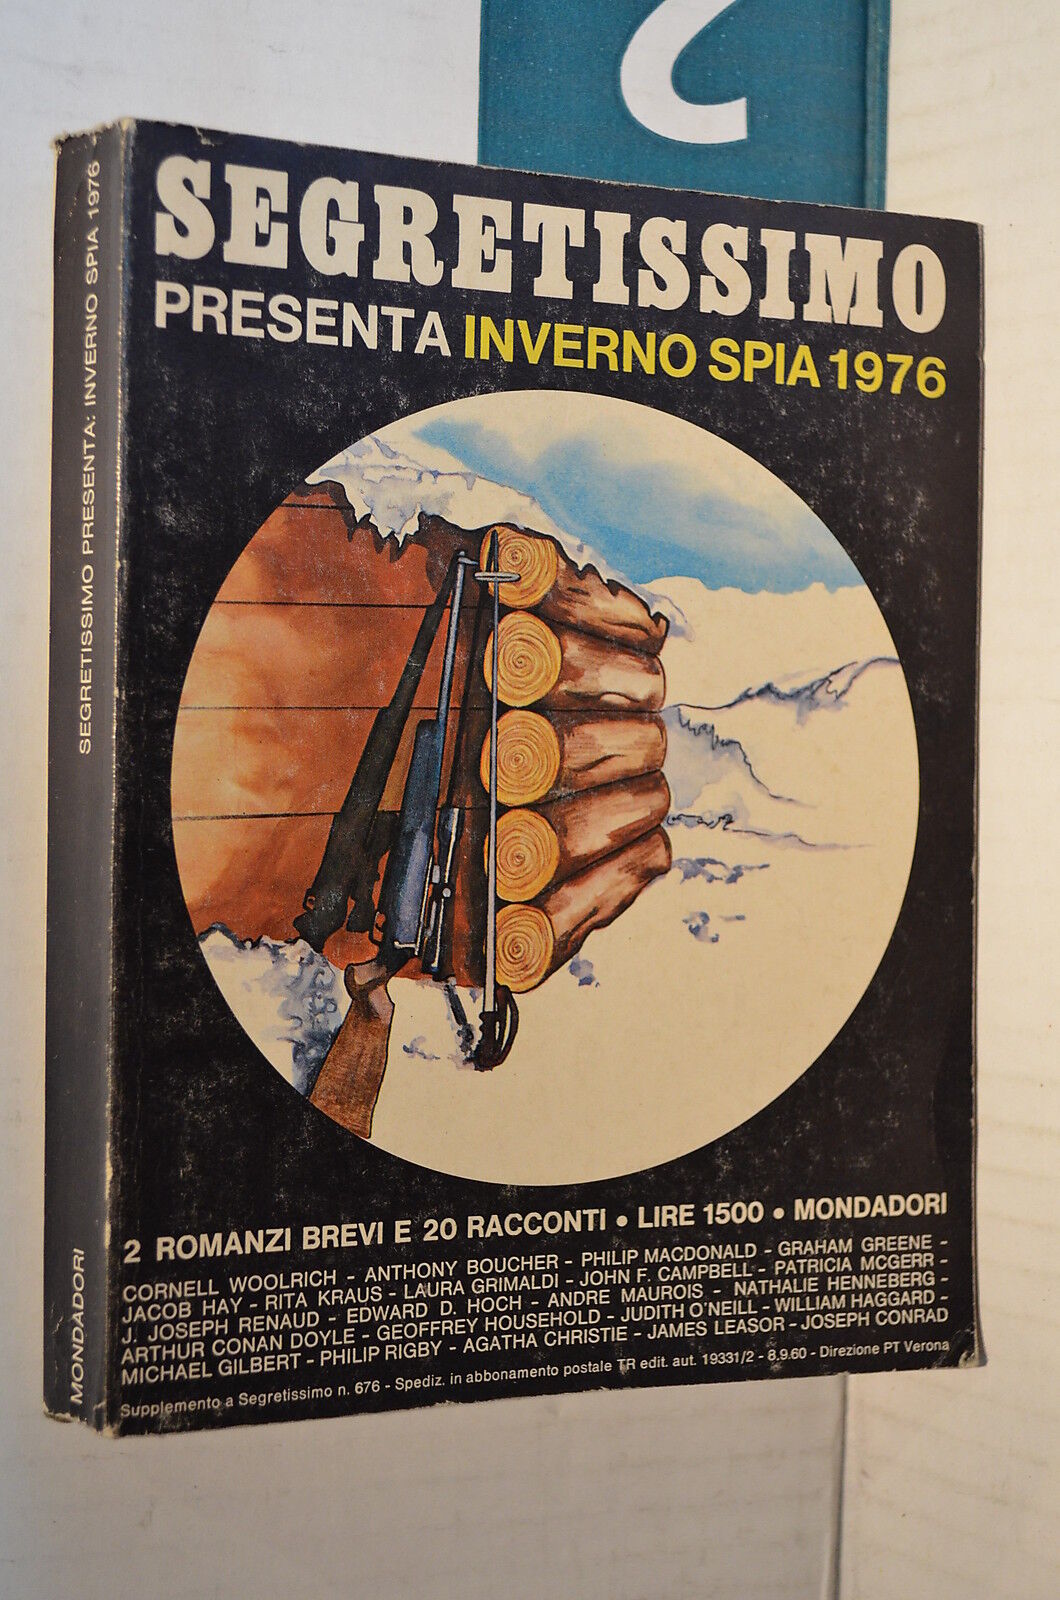 SEGRETISSIMO
PRESENTA INVERNO SPIA 1976
2 ROMANZI BREVI E 20 RACCONTI • LIRE 1500 • MONDADORI
CORNELL WOOLRICH - ANTHONY BOUCHER - PHILIP MACDONALD - GRAHAM GREENE -
JACOB HAY - RITA KRAUS - LAURA GRIMALDI - JOHN F. CAMPBELL - PATRICIA MCGERR -
J. JOSEPH RENAUD - EDWARD D. HOCH - ANDRE MAUROIS - NATHALIE HENNEBERG -
ARTHUR CONAN DOYLE - GEOFFREY HOUSEHOLD - JUDITH O'NEILL - WILLIAM HAGGARD -
MICHAEL GILBERT - PHILIP RIGBY - AGATHA CHRISTIE - JAMES LEASOR - JOSEPH CONRAD
Supplemento a Segretissimo n. 676 - Spediz. in abbonamento postale TR edit. aut. 19331/2 - 8.9.60 - Direzione PT Verona
SEGRETISSIMO PRESENTA: INVERNO SPIA 1976
MONDADORI